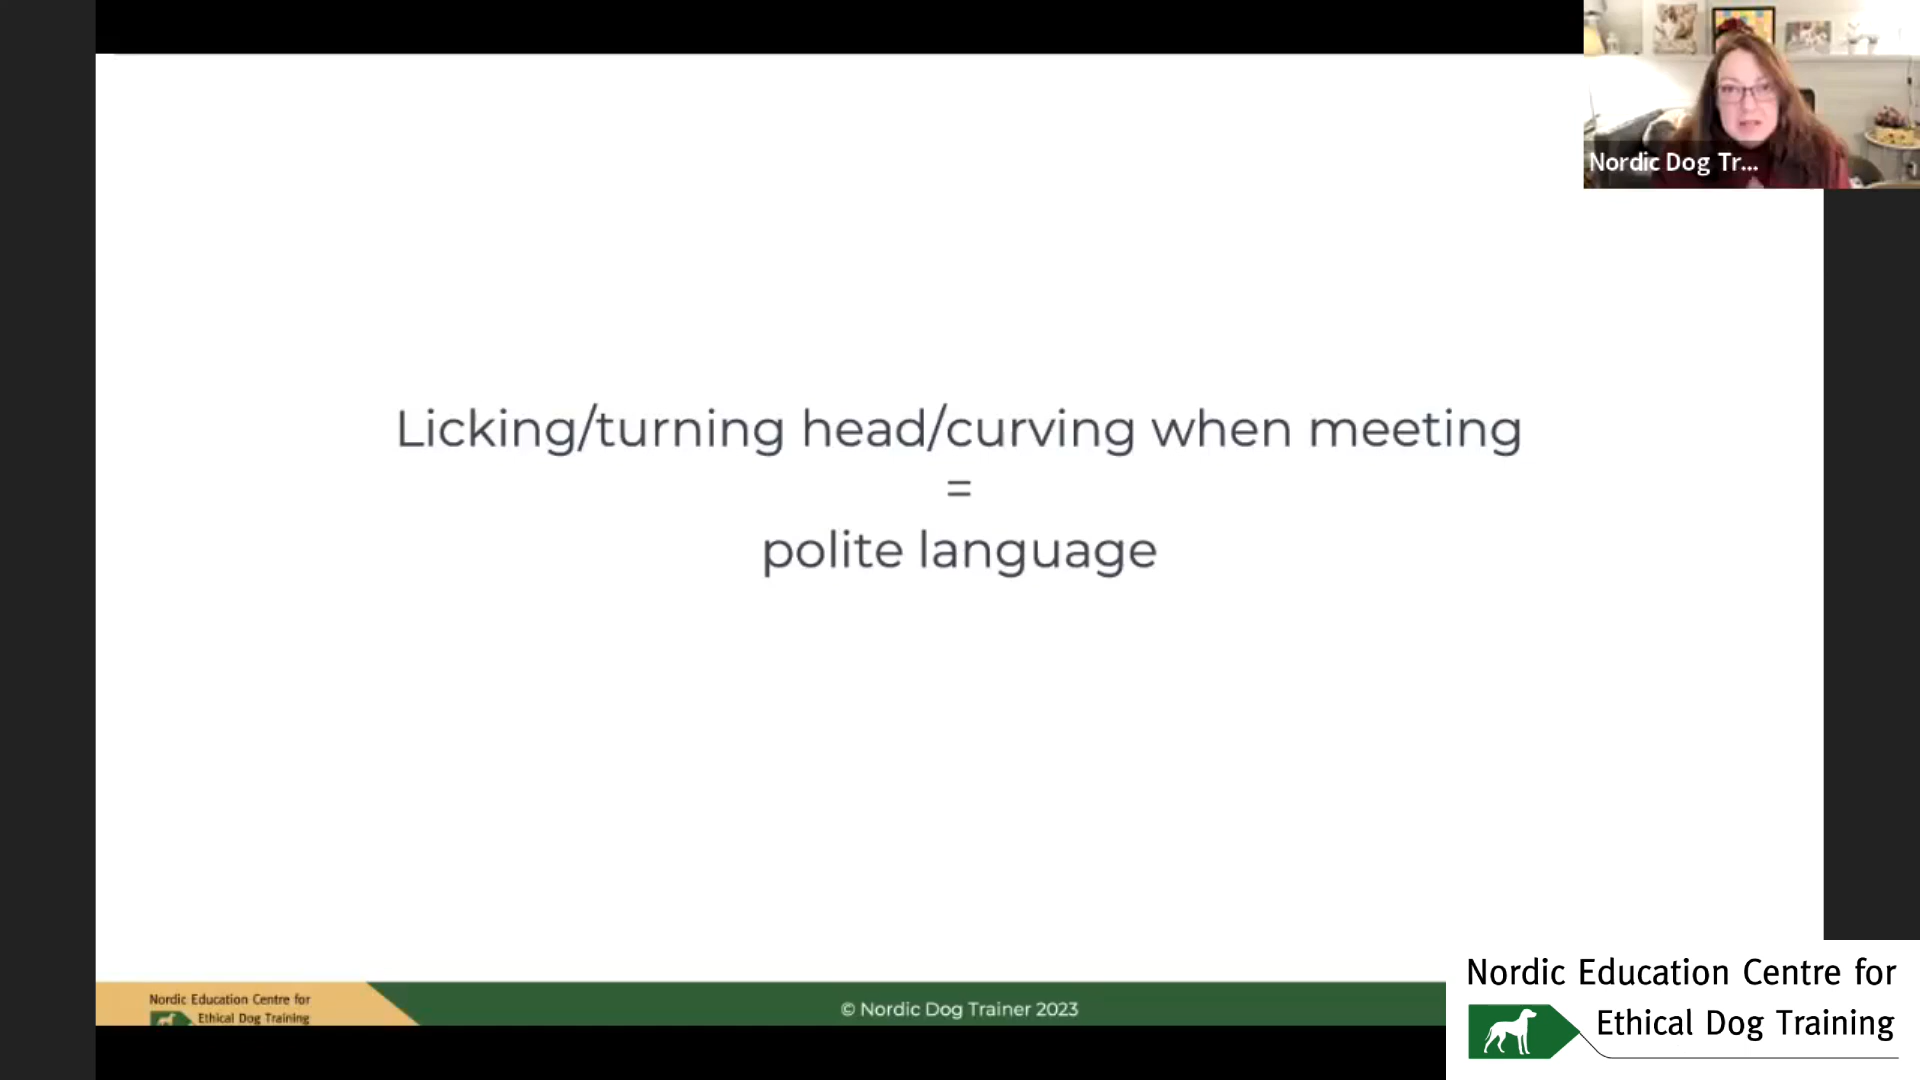 Nordic Dog Tr...
Licking/turning head/curving when meeting
=
polite language
Nordic Education Centre for
Ethical Dog Training
© Nordic Dog Trainer 2023
Nordic Education Centre for
Ethical Dog Training